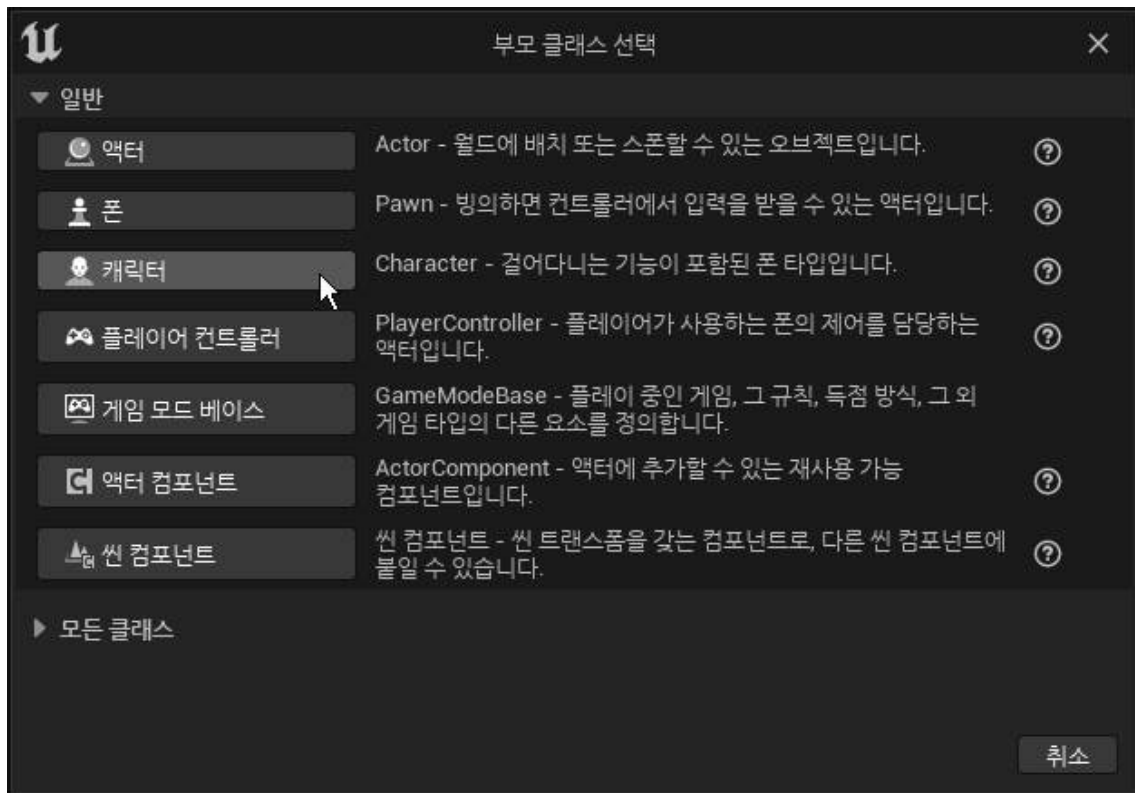 부모 클래스 선택
일반
액터
Actor - 월드에 배치 또는 스폰할 수 있는 오브젝트입니다.
폰
Pawn - 빙의하면 컨트롤러에서 입력을 받을 수 있는 액터입니다.
캐릭터
Character - 걸어다니는 기능이 포함된 폰 타입입니다.
플레이어 컨트롤러
PlayerController - 플레이어가 사용하는 폰의 제어를 담당하는
액터입니다.
게임 모드 베이스
GameModeBase - 플레이 중인 게임, 그 규칙, 득점 방식, 그 외
게임 타입의 다른 요소를 정의합니다.
액터 컴포넌트
ActorComponent - 액터에 추가할 수 있는 재사용 가능
컴포넌트입니다.
씬 컴포넌트
씬 컴포넌트 - 씬 트랜스폼을 갖는 컴포넌트로, 다른 씬 컴포넌트에
붙일 수 있습니다.
모든 클래스
취소